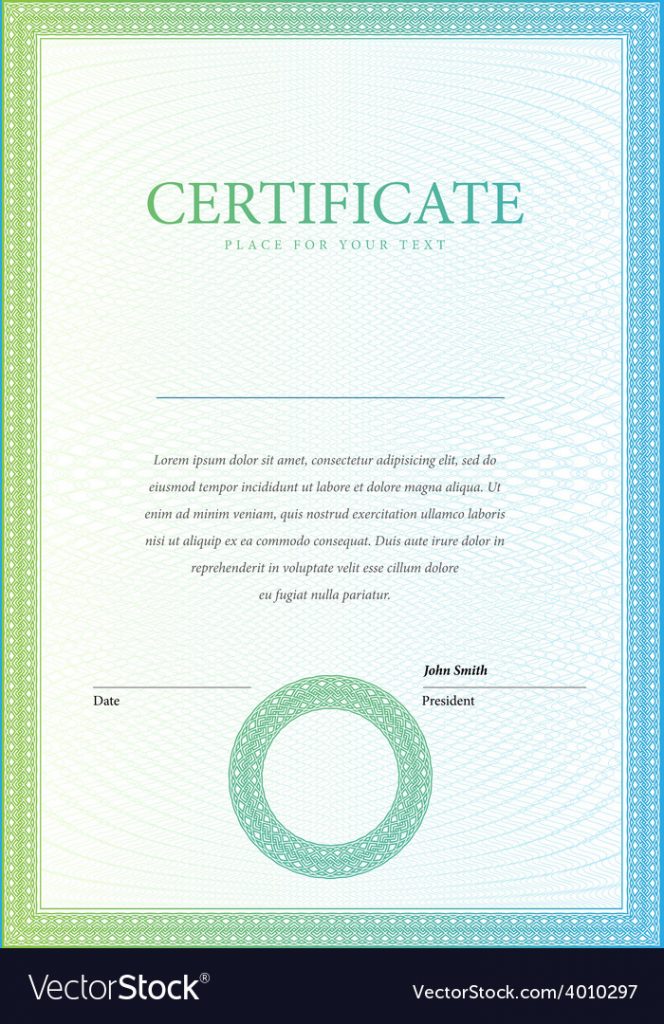 CERTIFICATE
PLACE FOR YOUR TEXT
Lorem ipsum dolor sit amet, consectetur adipisicing elit, sed do
eiusmod tempor incididunt ut labore et dolore magna aliqua. Ut
enim ad minim veniam, quis nostrud exercitation ullamco laboris
nisi ut aliquip ex ea commodo consequat. Duis aute irure dolor in
reprehenderit in voluptate velit esse cillum dolore
eu fugiat nulla pariatur.
John Smith
Date
President
VectorStock®
VectorStock.com/4010297